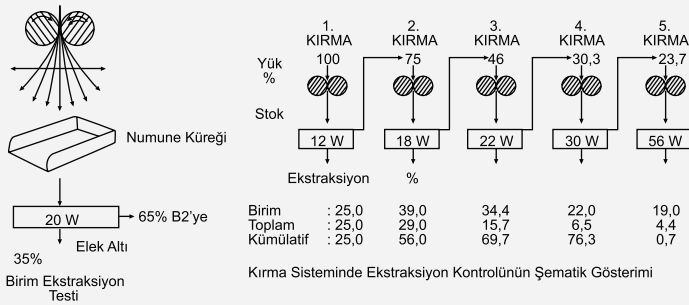 1.
KIRMA
2.
KIRMA
3.
KIRMA
4.
KIRMA
5.
KIRMA
Yük
%
100
75
46
30,3
23,7
Stok
12 W
18 W
22 W
30 W
56 W
Ekstraksiyon %
Birim : 25,0 39,0 34,4 22,0 19,0
Toplam : 25,0 29,0 15,7 6,5 4,4
Kümülatif : 25,0 56,0 69,7 76,3 0,7
Kırma Sisteminde Ekstraksiyon Kontrolünün Şematik Gösterimi
Numune Küreği
20 W
65% B2'ye
Elek Altı
35%
Birim Ekstraksiyon
Testi